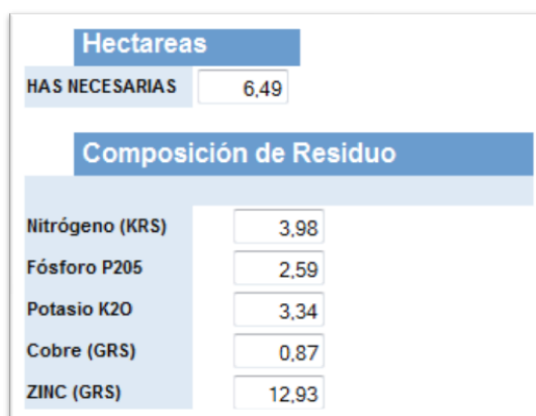 Hectareas
HAS NECESARIAS 6,49
Composición de Residuo
Nitrógeno (KRS) 3,98
Fósforo P205 2,59
Potasio K2O 3,34
Cobre (GRS) 0,87
ZINC (GRS) 12,93